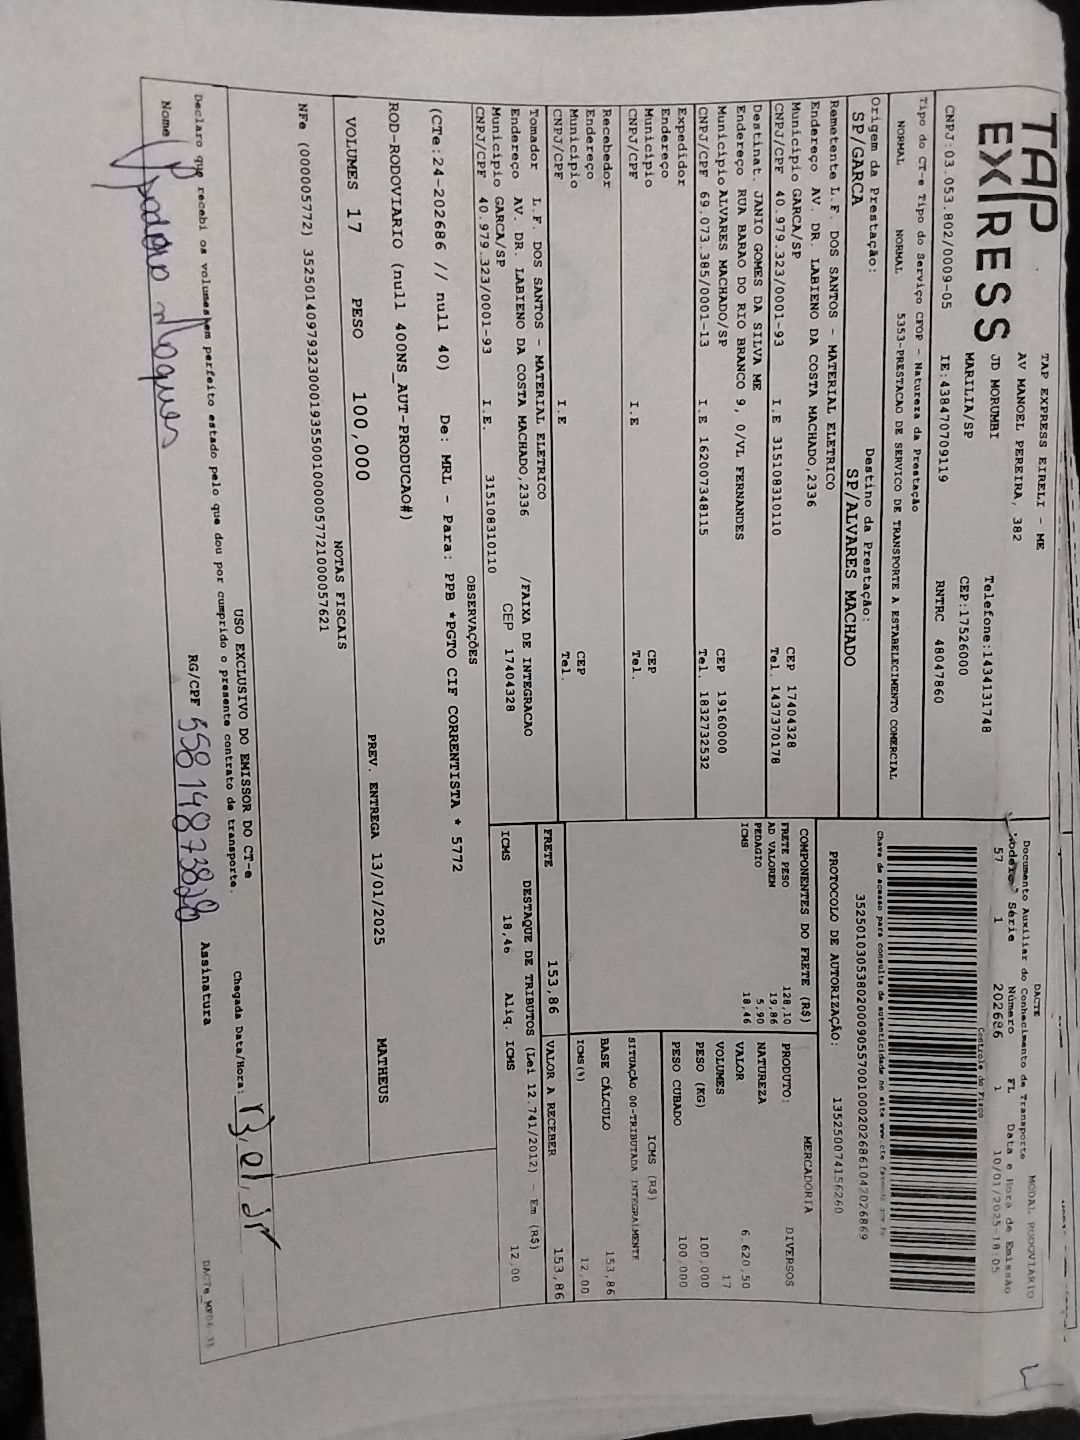 TAP EXPRESS
TAP EXPRESS EIRELI - ME
AV MANOEL PEREIRA, 382
JD MORUMBI
MARILIA/SP
Telefone:1434131748
CEP:17526000
CNPJ:03.053.802/0009-05 IE:438470709119 RNTRC 48047860
DACTE MODAL RODOVIARIO
Documento Auxiliar do Conhecimento de Transporte
Modelo Série Número FL Data e Hora de Emissão
57 1 202686 1 10/01/2025-18:05
Controle do Fisco
Chave de acesso para consulta de autenticidade no site www.cte.fazenda.gov.br
35250103053802000905570010002026861042026869
PROTOCOLO DE AUTORIZAÇÃO: 135250074156260
Tipo do CT-e Tipo do Serviço CFOP - Natureza da Prestação
NORMAL NORMAL 5353-PRESTACAO DE SERVICO DE TRANSPORTE A ESTABELECIMENTO COMERCIAL
Origem da Prestação: Destino da Prestação:
SP/GARCA SP/ALVARES MACHADO
Remetente L.F. DOS SANTOS - MATERIAL ELETRICO
Endereço AV. DR. LABIENO DA COSTA MACHADO,2336
Município GARCA/SP CEP 17404328
CNPJ/CPF 40.979.323/0001-93 I.E 315108310110 Tel. 1437370178
Destinat. JANIO GOMES DA SILVA ME
Endereço RUA BARAO DO RIO BRANCO 9, 0/VL FERNANDES
Município ALVARES MACHADO/SP CEP 19160000
CNPJ/CPF 69.073.385/0001-13 I.E 162007348115 Tel. 1832732532
Expedidor
Endereço
Município CEP
CNPJ/CPF I.E Tel.
Recebedor
Endereço
Município CEP
CNPJ/CPF I.E Tel.
Tomador L.F. DOS SANTOS - MATERIAL ELETRICO
Endereço AV. DR. LABIENO DA COSTA MACHADO,2336 /FAIXA DE INTEGRACAO
Município GARCA/SP CEP 17404328
CNPJ/CPF 40.979.323/0001-93 I.E. 315108310110
COMPONENTES DO FRETE (R$)
FRETE PESO 128,10
AD VALOREM 19,86
PEDAGIO 5,90
ICMS 18,46
PRODUTO: MERCADORIA
NATUREZA DIVERSOS
VALOR 6.620,50
VOLUMES 17
PESO (KG) 100,000
PESO CUBADO 100,000
ICMS (R$)
SITUAÇÃO 00-TRIBUTADA INTEGRALMENTE
BASE CÁLCULO 153,86
ICMS(%) 12,00
FRETE 153,86 VALOR A RECEBER 153,86
DESTAQUE DE TRIBUTOS (Lei 12.741/2012) - Em (R$)
ICMS 18,46 Aliq. ICMS 12,00
OBSERVAÇÕES
(CTe:24-202686 // null 40) De: MRL - Para: PPB *PGTO CIF CORRENTISTA * 5772
ROD-RODOVIARIO (null 400NS_AUT-PRODUCAO#)
VOLUMES 17 PESO 100,000 PREV. ENTREGA 13/01/2025 MATHEUS
NOTAS FISCAIS
NFe (000005772) 35250140979323000193550010000057721000057621
USO EXCLUSIVO DO EMISSOR DO CT-e
Declaro que recebi os volumes em perfeito estado pelo que dou por cumprido o presente contrato de transporte.
Chegada Data/Hora:
Nome RG/CPF 55814873828 Assinatura